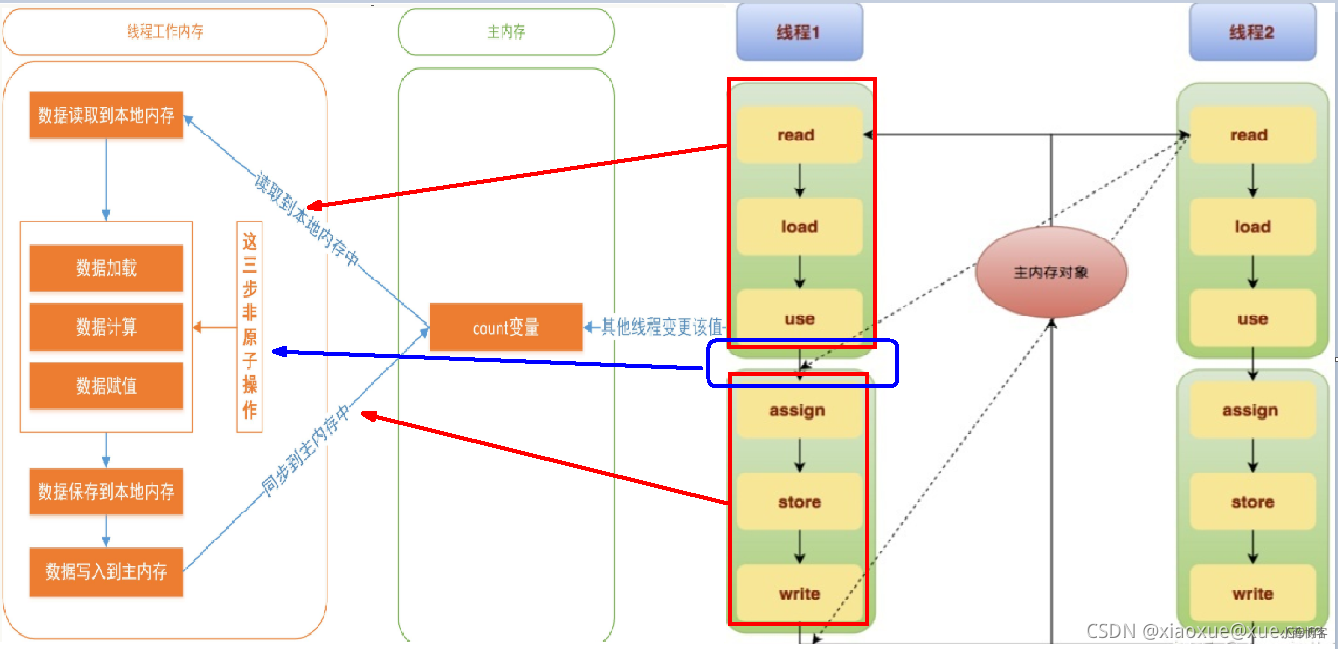 线程工作内存
主内存
线程1
线程2
数据读取到本地内存
read
read
读取到本地内存中
load
load
这三步非原子操作
数据加载
主内存对象
数据计算
count变量
其他线程变更该值
use
use
数据赋值
assign
assign
同步到主内存中
数据保存到本地内存
store
store
数据写入到主内存
write
write
CSDN @xiaoxue@xue